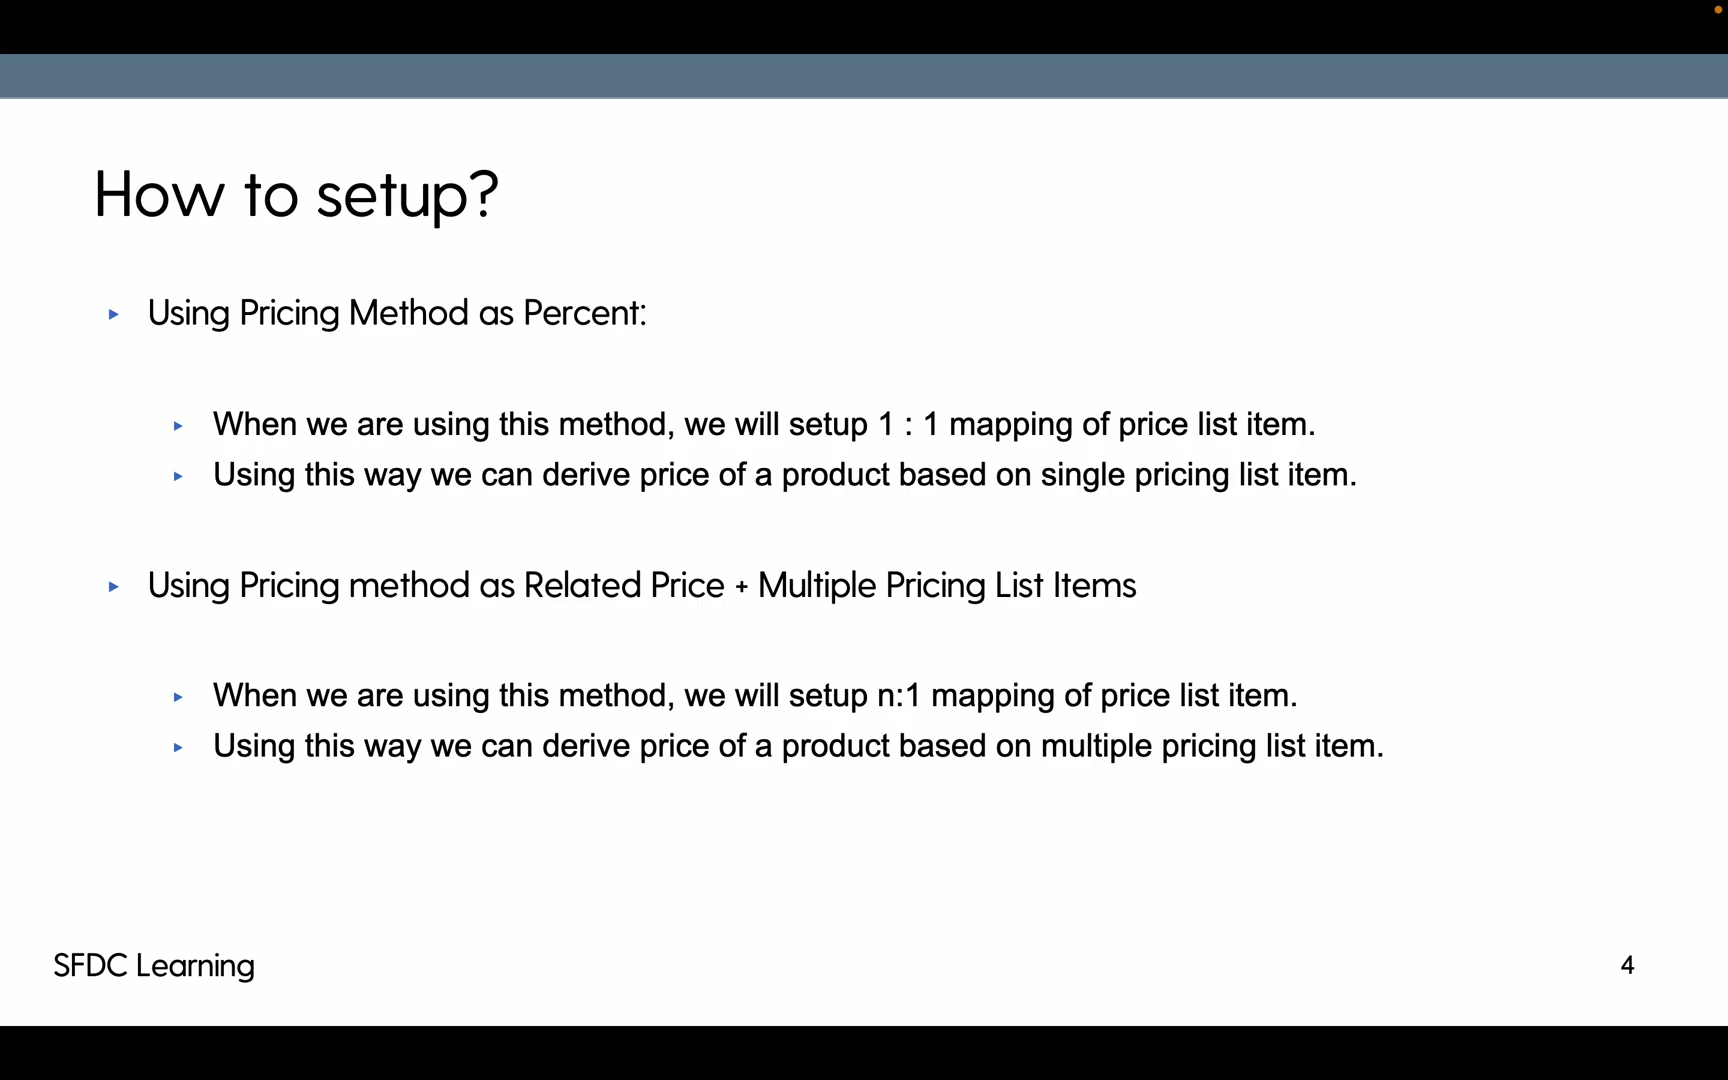 How to setup?
Using Pricing Method as Percent:
When we are using this method, we will setup 1 : 1 mapping of price list item.
Using this way we can derive price of a product based on single pricing list item.
Using Pricing method as Related Price + Multiple Pricing List Items
When we are using this method, we will setup n:1 mapping of price list item.
Using this way we can derive price of a product based on multiple pricing list item.
SFDC Learning
4